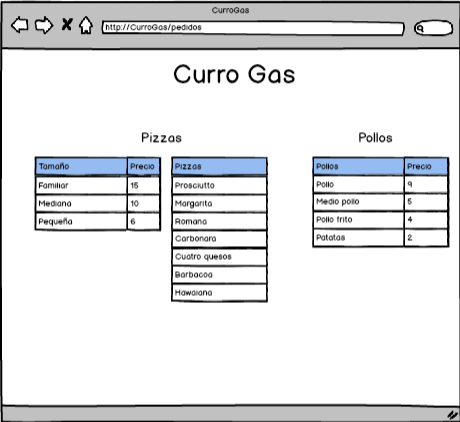 CurroGas
http://CurroGas/pedidos
Curro Gas
Pizzas
Tamaño Precio
Familiar 15
Mediana 10
Pequeña 6
Pizzas
Prosciutto
Margarita
Romana
Carbonara
Cuatro quesos
Barbacoa
Hawaiana
Pollos
Pollos Precio
Pollo 9
Medio pollo 5
Pollo frito 4
Patatas 2